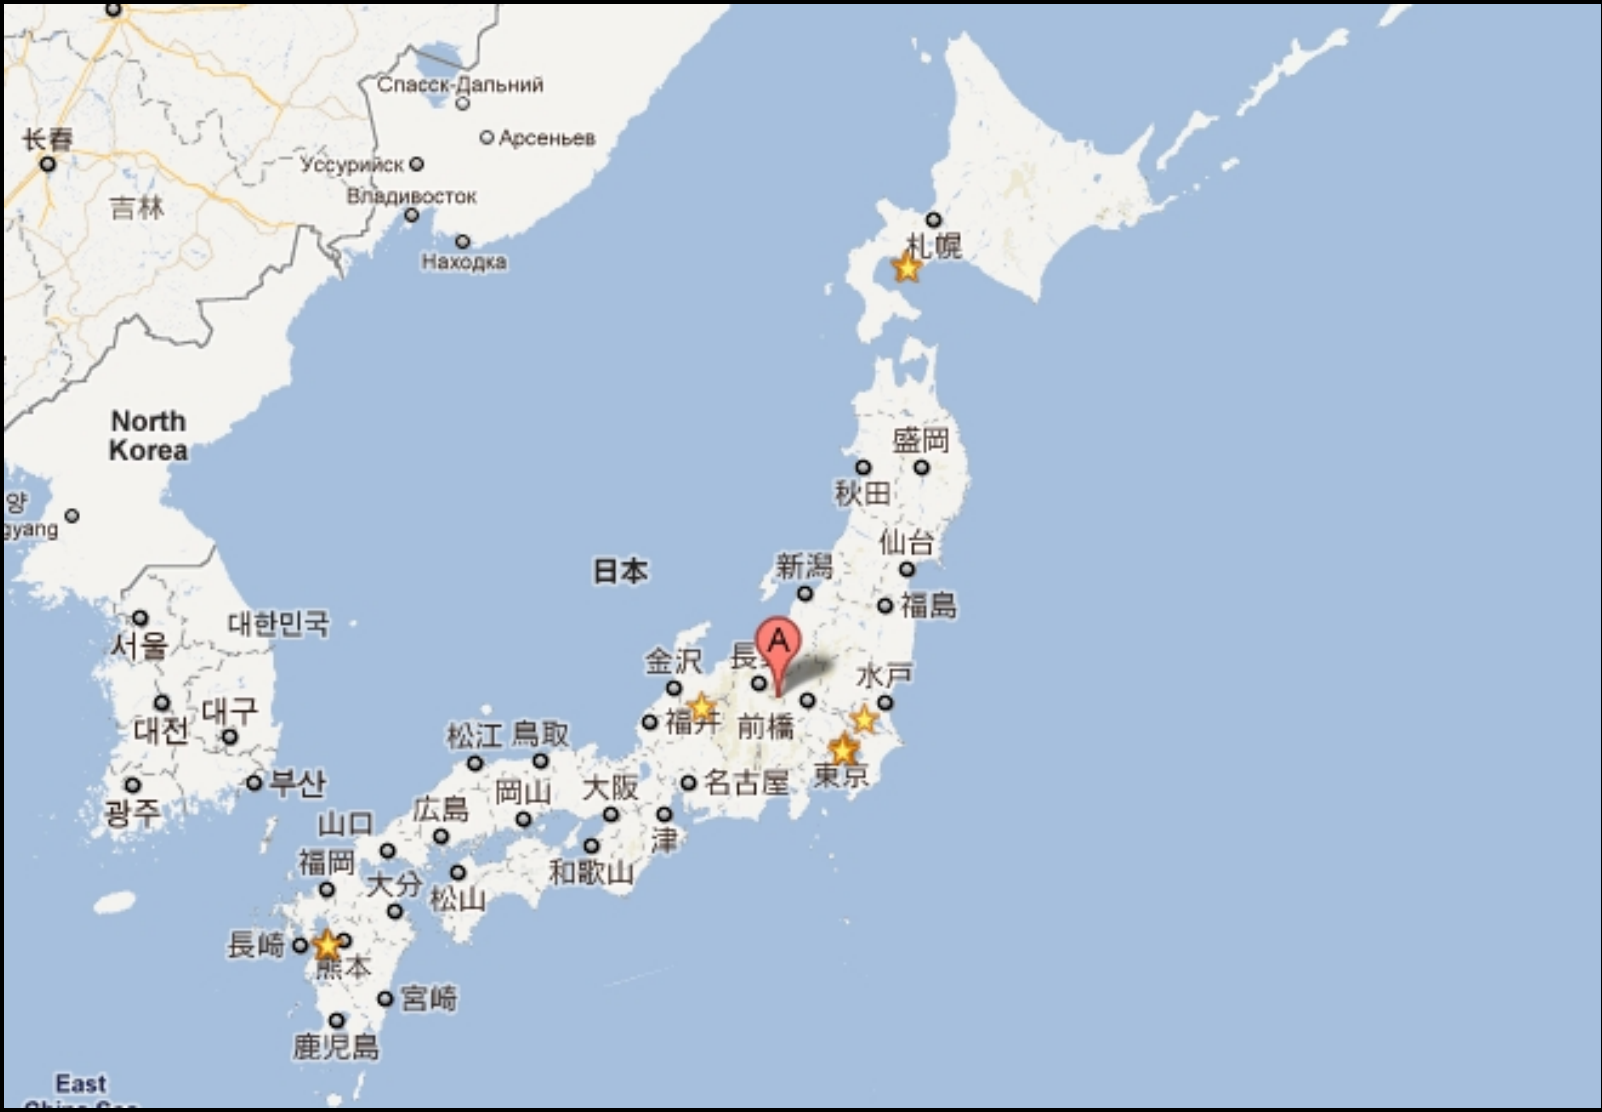 Спасск-Дальний
Арсеньев
长春
Уссурийск
Владивосток
吉林
Находка
札幌
North
Korea
盛岡
秋田
양
gyang
仙台
新潟
日本
福島
대한민국
서울
A
金沢
長
水戸
대구
福井
前橋
대전
松江
鳥取
부산
岡山
大阪
名古屋
東京
광주
広島
山口
津
福岡
和歌山
大分
松山
長崎
熊本
宮崎
鹿児島
East
China Sea